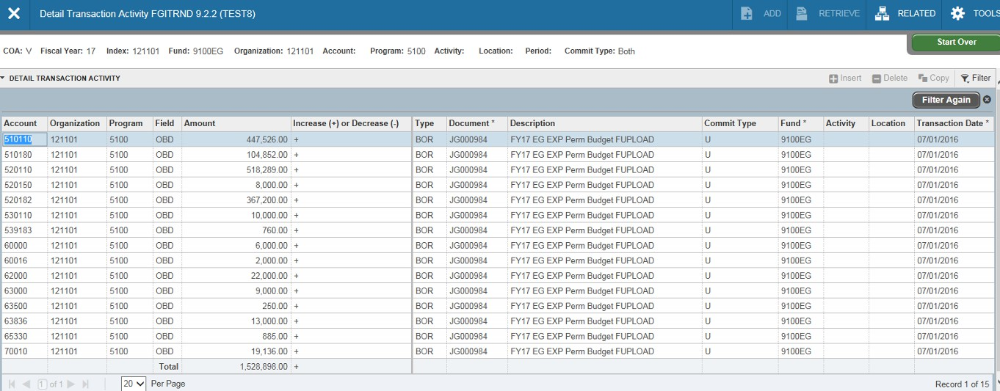 Detail Transaction Activity FGITRND 9.2.2 (TEST8) ADD RETRIEVE RELATED TOOLS
COA: V Fiscal Year: 17 Index: 121101 Fund: 9100EG Organization: 121101 Account: Program: 5100 Activity: Location: Period: Commit Type: Both Start Over
DETAIL TRANSACTION ACTIVITY Insert Delete Copy Filter
Filter Again
Account Organization Program Field Amount Increase (+) or Decrease (-) Type Document * Description Commit Type Fund * Activity Location Transaction Date *
510110 121101 5100 OBD 447,526.00 + BOR JG000984 FY17 EG EXP Perm Budget FUPLOAD U 9100EG 07/01/2016
510180 121101 5100 OBD 104,852.00 + BOR JG000984 FY17 EG EXP Perm Budget FUPLOAD U 9100EG 07/01/2016
520110 121101 5100 OBD 518,289.00 + BOR JG000984 FY17 EG EXP Perm Budget FUPLOAD U 9100EG 07/01/2016
520150 121101 5100 OBD 8,000.00 + BOR JG000984 FY17 EG EXP Perm Budget FUPLOAD U 9100EG 07/01/2016
520182 121101 5100 OBD 367,200.00 + BOR JG000984 FY17 EG EXP Perm Budget FUPLOAD U 9100EG 07/01/2016
530110 121101 5100 OBD 10,000.00 + BOR JG000984 FY17 EG EXP Perm Budget FUPLOAD U 9100EG 07/01/2016
539183 121101 5100 OBD 760.00 + BOR JG000984 FY17 EG EXP Perm Budget FUPLOAD U 9100EG 07/01/2016
60000 121101 5100 OBD 6,000.00 + BOR JG000984 FY17 EG EXP Perm Budget FUPLOAD U 9100EG 07/01/2016
60016 121101 5100 OBD 2,000.00 + BOR JG000984 FY17 EG EXP Perm Budget FUPLOAD U 9100EG 07/01/2016
62000 121101 5100 OBD 22,000.00 + BOR JG000984 FY17 EG EXP Perm Budget FUPLOAD U 9100EG 07/01/2016
63000 121101 5100 OBD 9,000.00 + BOR JG000984 FY17 EG EXP Perm Budget FUPLOAD U 9100EG 07/01/2016
63500 121101 5100 OBD 250.00 + BOR JG000984 FY17 EG EXP Perm Budget FUPLOAD U 9100EG 07/01/2016
63836 121101 5100 OBD 13,000.00 + BOR JG000984 FY17 EG EXP Perm Budget FUPLOAD U 9100EG 07/01/2016
65330 121101 5100 OBD 885.00 + BOR JG000984 FY17 EG EXP Perm Budget FUPLOAD U 9100EG 07/01/2016
70010 121101 5100 OBD 19,136.00 + BOR JG000984 FY17 EG EXP Perm Budget FUPLOAD U 9100EG 07/01/2016
Total 1,528,898.00 +
1 of 1 20 Per Page Record 1 of 15